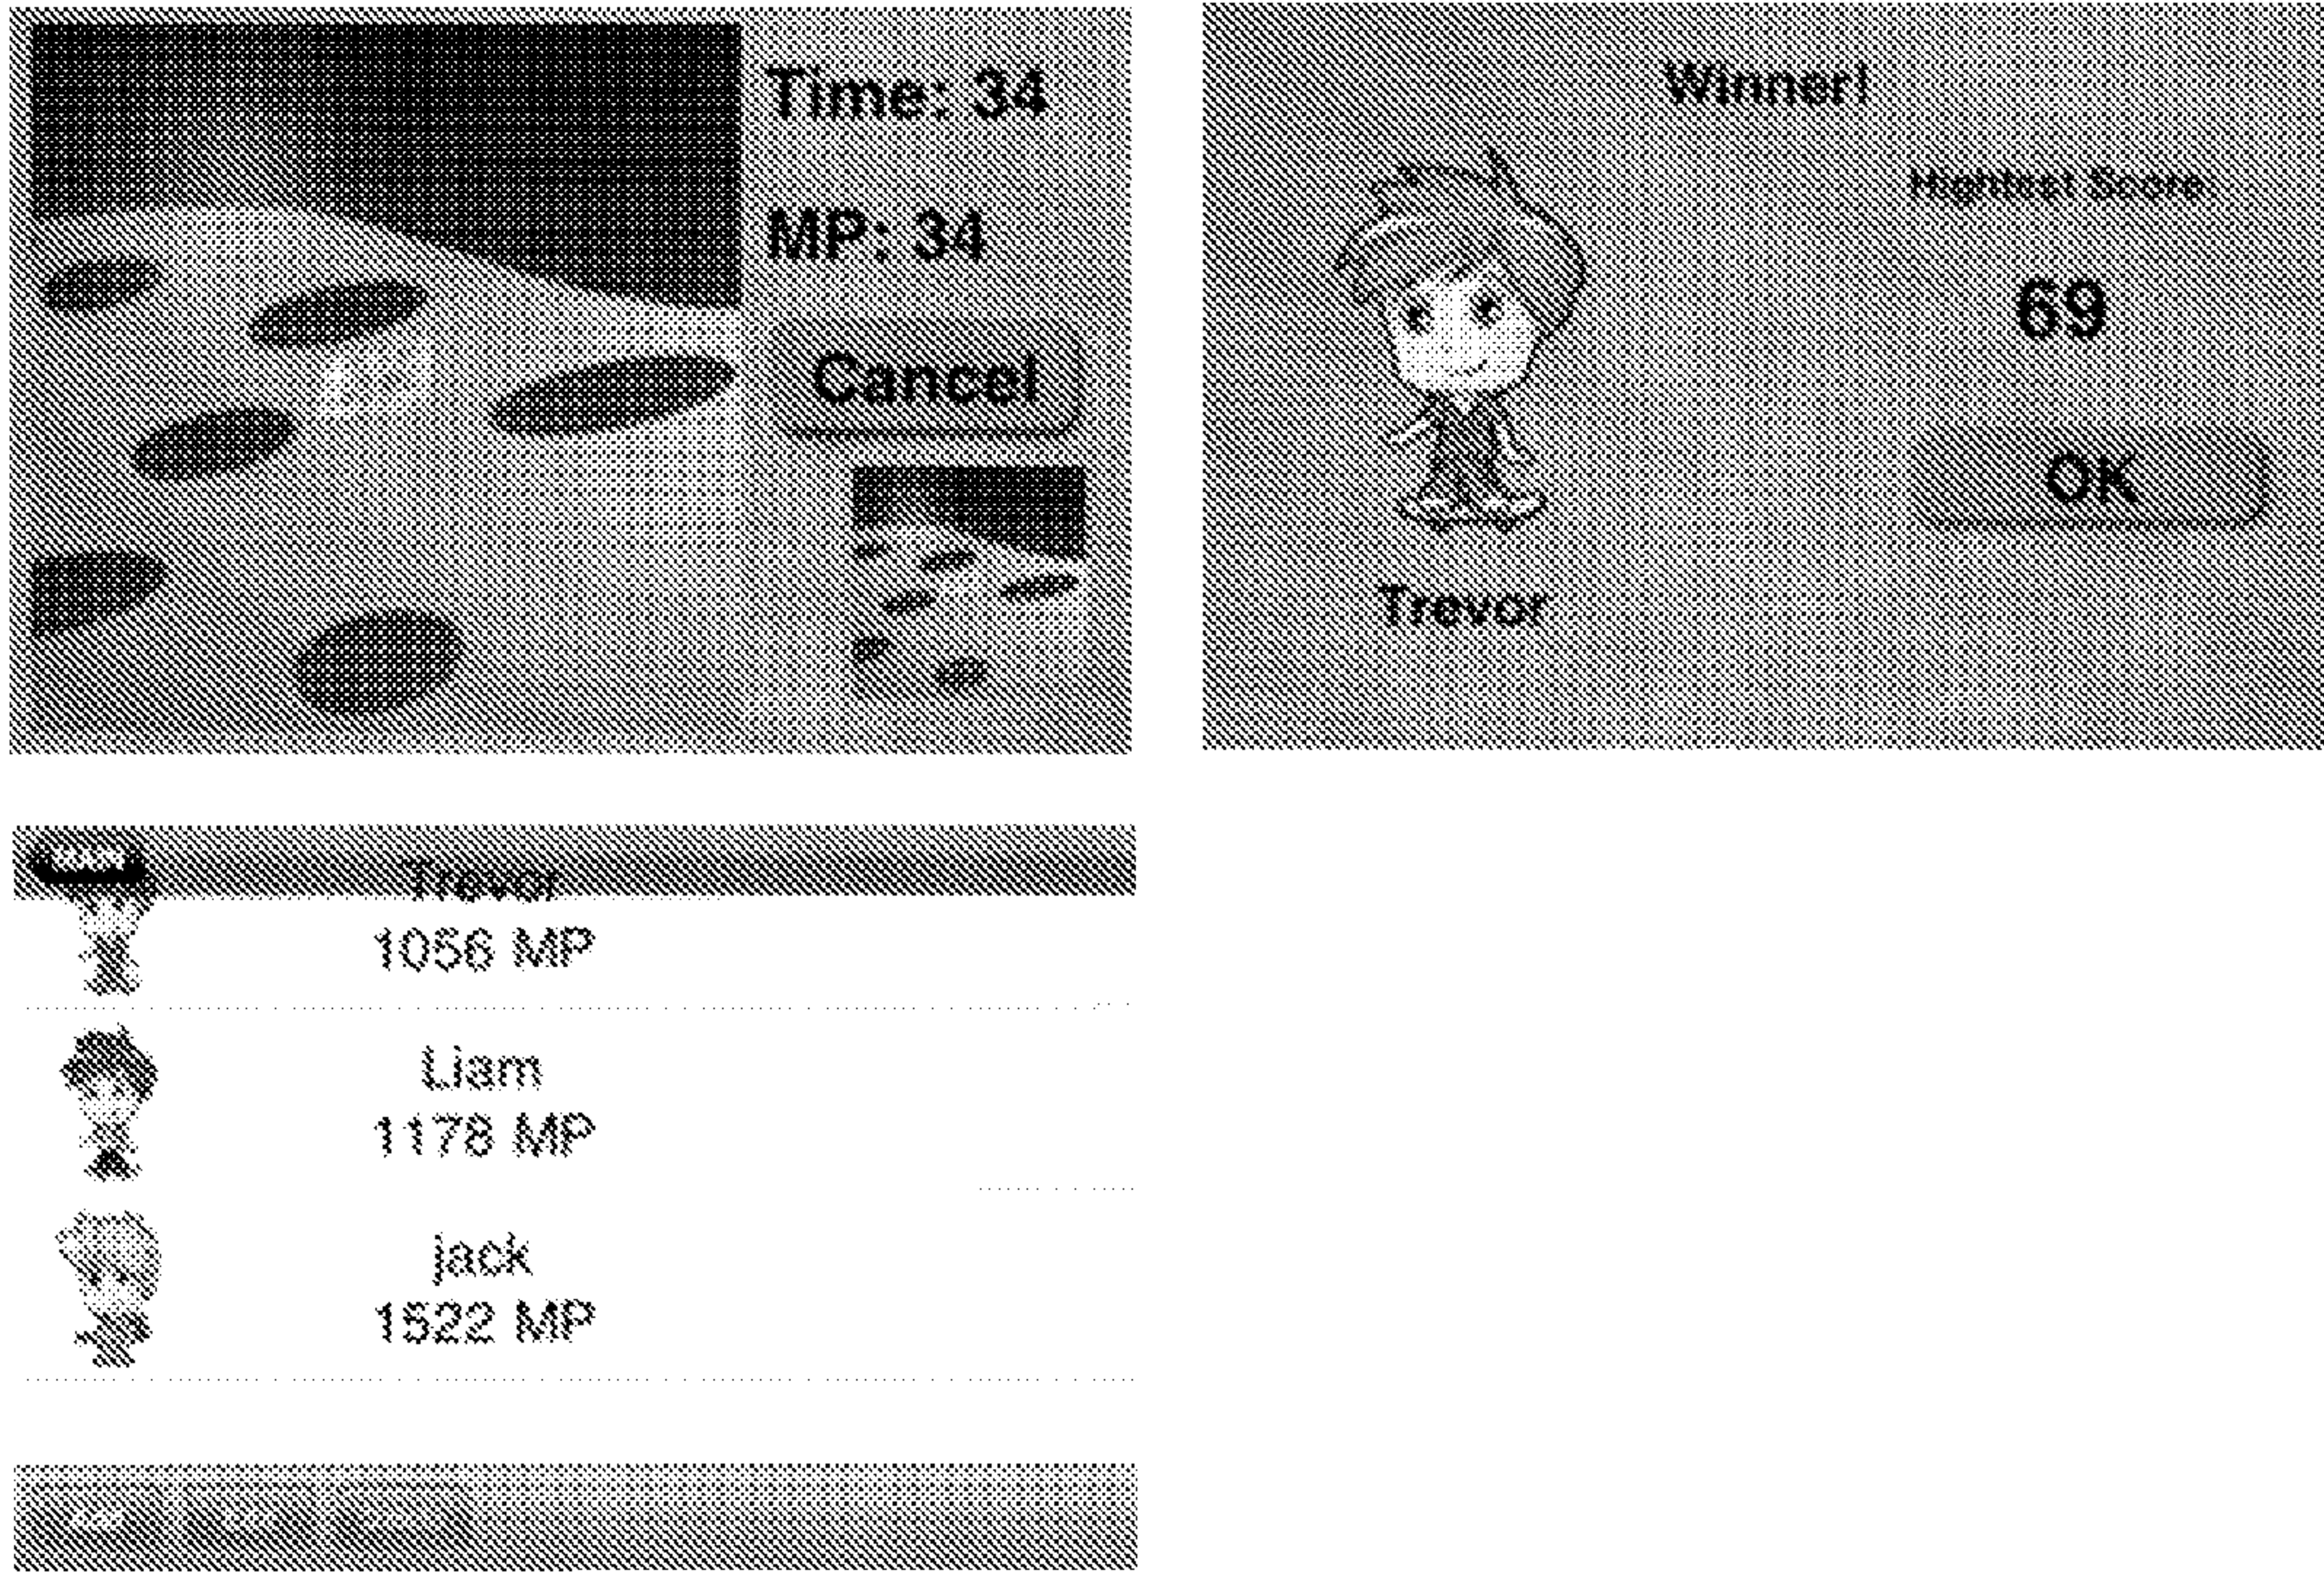 Time: 34
MP: 34
Cancel
Winner!
Hightest Score
69
OK
Trevor
Trevor
1056 MP
Liam
1178 MP
jack
1522 MP